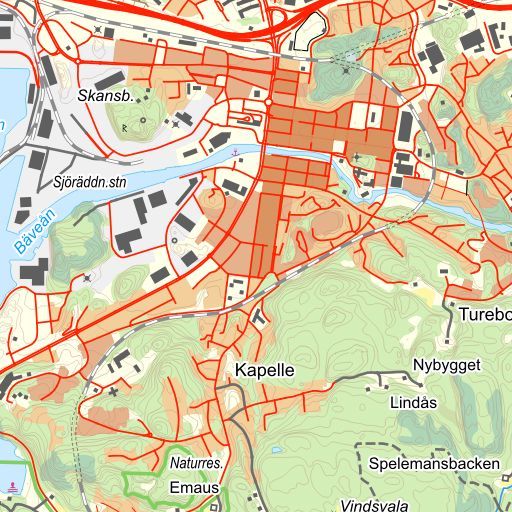 Skansb.
R
Sjöräddn.stn
Bäveån
Turebo
Nybygget
Kapelle
Lindås
Naturres.
Spelemansbacken
Emaus
Vindsvala